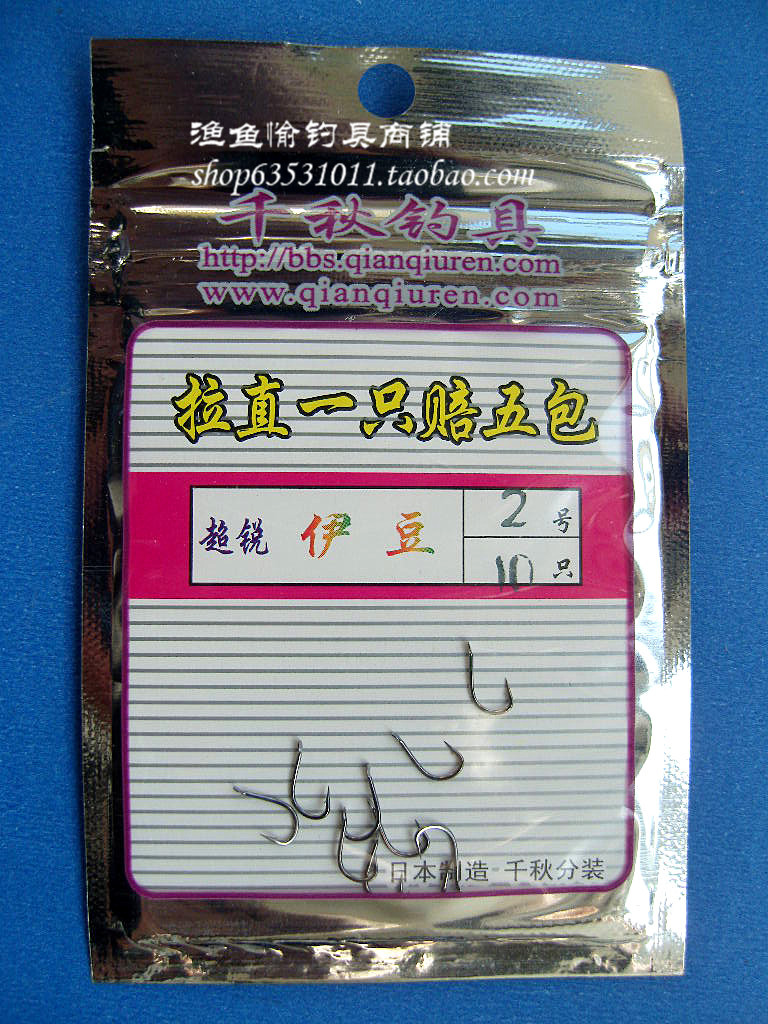 渔鱼愉钓具商铺
shop63531011.taobao.com
千秋钓具
http://bbs.qianqiuren.com
www.qianqiuren.com
拉直一只赔五包
超锐 伊豆 2号
10只
日本制造 千秋分装